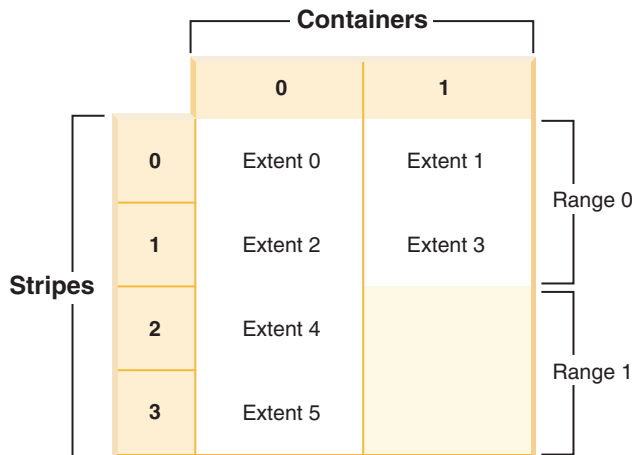 Containers
0 1
0 Extent 0 Extent 1
Range 0
1 Extent 2 Extent 3
Stripes
2 Extent 4
Range 1
3 Extent 5